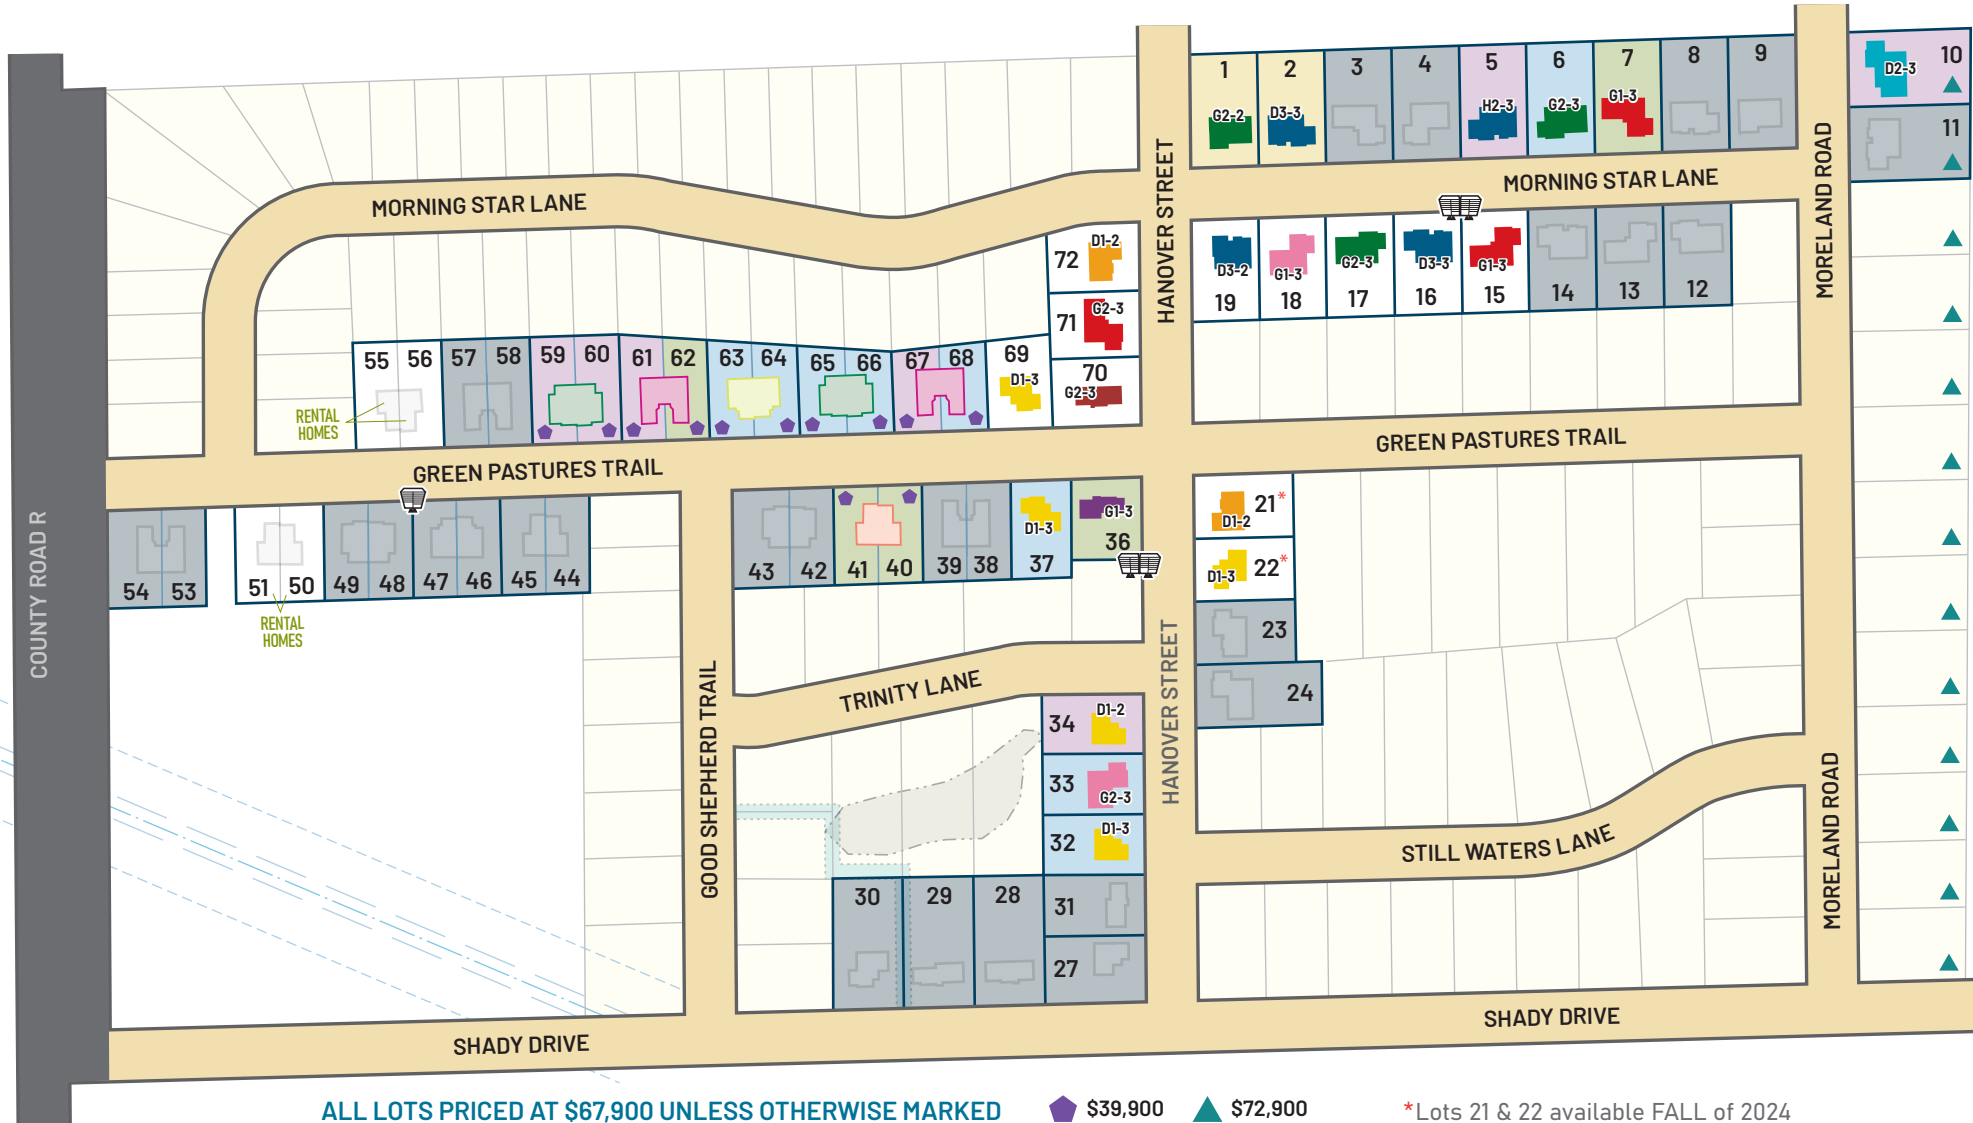 1
2
3
4
5
6
7
8
9
10
G2-2
D3-3
H2-3
G2-3
G1-3
D2-3
11
MORNING STAR LANE
MORNING STAR LANE
HANOVER STREET
MORELAND ROAD
72
D1-2
71
G2-3
70
G2-3
D3-2
G1-3
G2-3
D3-3
G1-3
19
18
17
16
15
14
13
12
55
56
57
58
59
60
61
62
63
64
65
66
67
68
69
D1-3
RENTAL
HOMES
GREEN PASTURES TRAIL
GREEN PASTURES TRAIL
COUNTY ROAD R
54
53
51
50
49
48
47
46
45
44
RENTAL
HOMES
43
42
41
40
39
38
D1-3
37
G1-3
36
21*
D1-2
22*
D1-3
23
24
GOOD SHEPHERD TRAIL
TRINITY LANE
HANOVER STREET
34
D1-2
33
G2-3
32
D1-3
31
30
29
28
27
STILL WATERS LANE
MORELAND ROAD
SHADY DRIVE
SHADY DRIVE
ALL LOTS PRICED AT $67,900 UNLESS OTHERWISE MARKED
$39,900
$72,900
*Lots 21 & 22 available FALL of 2024